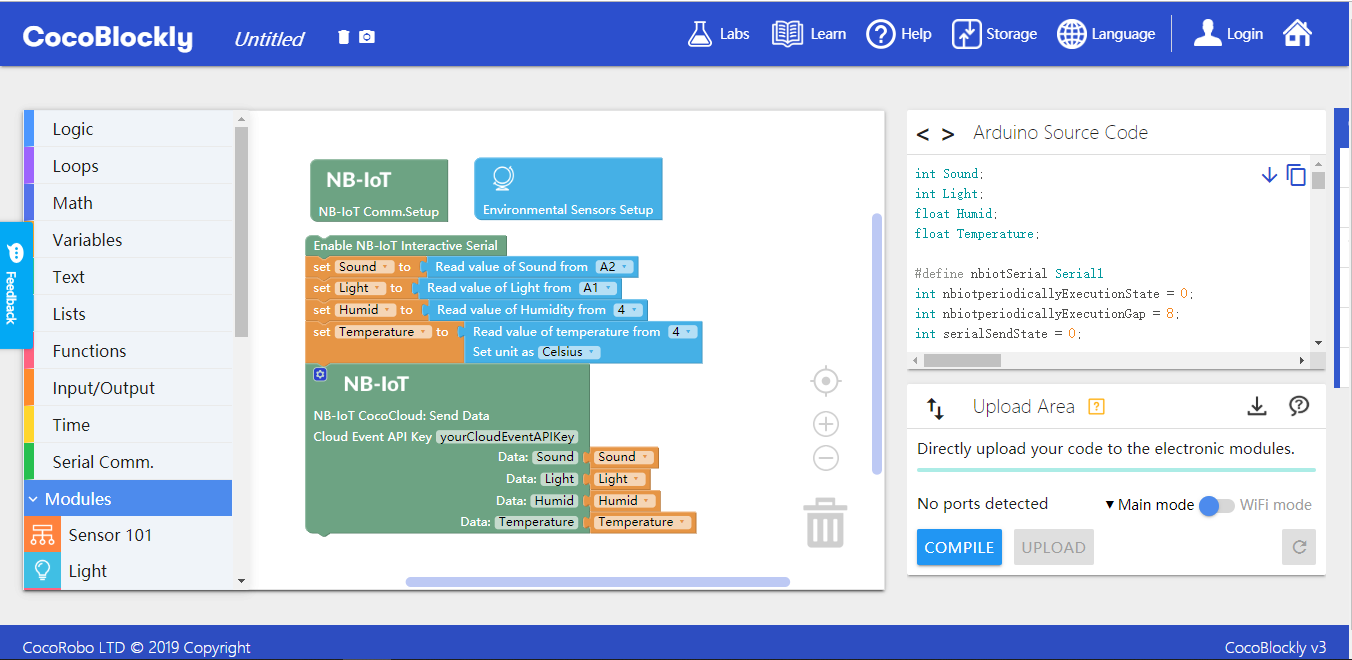 CocoBlockly Untitled Labs Learn Help Storage Language Login
Logic
Loops
Math
Variables
Text
Lists
Functions
Input/Output
Time
Serial Comm.
Modules
Sensor 101
Light
Feedback
NB-IoT
NB-IoT Comm.Setup
Environmental Sensors Setup
Enable NB-IoT Interactive Serial
set Sound to Read value of Sound from A2
set Light to Read value of Light from A1
set Humid to Read value of Humidity from 4
set Temperature to Read value of temperature from 4
Set unit as Celsius
NB-IoT
NB-IoT CocoCloud: Send Data
Cloud Event API Key yourCloudEventAPIKey
Data: Sound Sound
Data: Light Light
Data: Humid Humid
Data: Temperature Temperature
< > Arduino Source Code
int Sound;
int Light;
float Humid;
float Temperature;
#define nbiotSerial Serial1
int nbiotperiodicallyExecutionState = 0;
int nbiotperiodicallyExecutionGap = 8;
int serialSendState = 0;
Upload Area ?
Directly upload your code to the electronic modules.
No ports detected Main mode WiFi mode
COMPILE UPLOAD
CocoRobo LTD © 2019 Copyright CocoBlockly v3